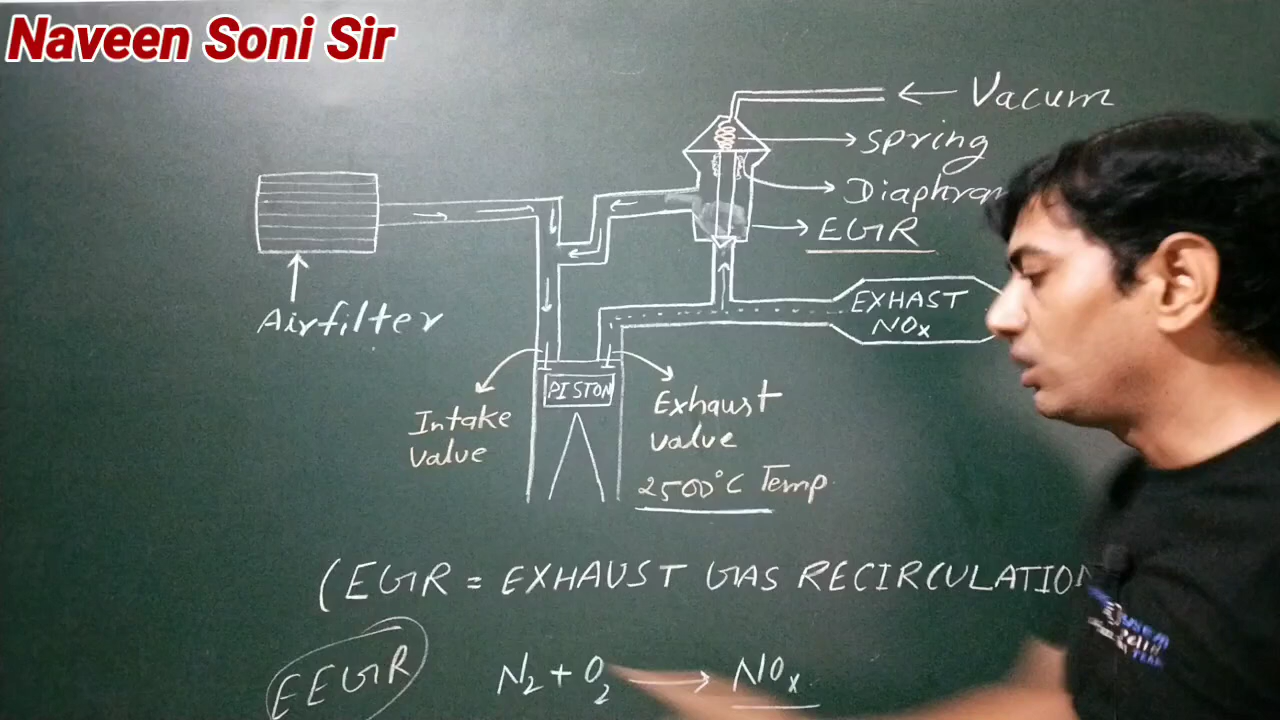 Naveen Soni Sir
Vacum
Spring
Diaphram
EGR
Airfilter
EXHAST
NOx
PISTON
Intake
value
Exhaust
value
2500°C Temp.
(EGR = EXHAUST GAS RECIRCULATION
EEGR
N2 + O2 → NOx